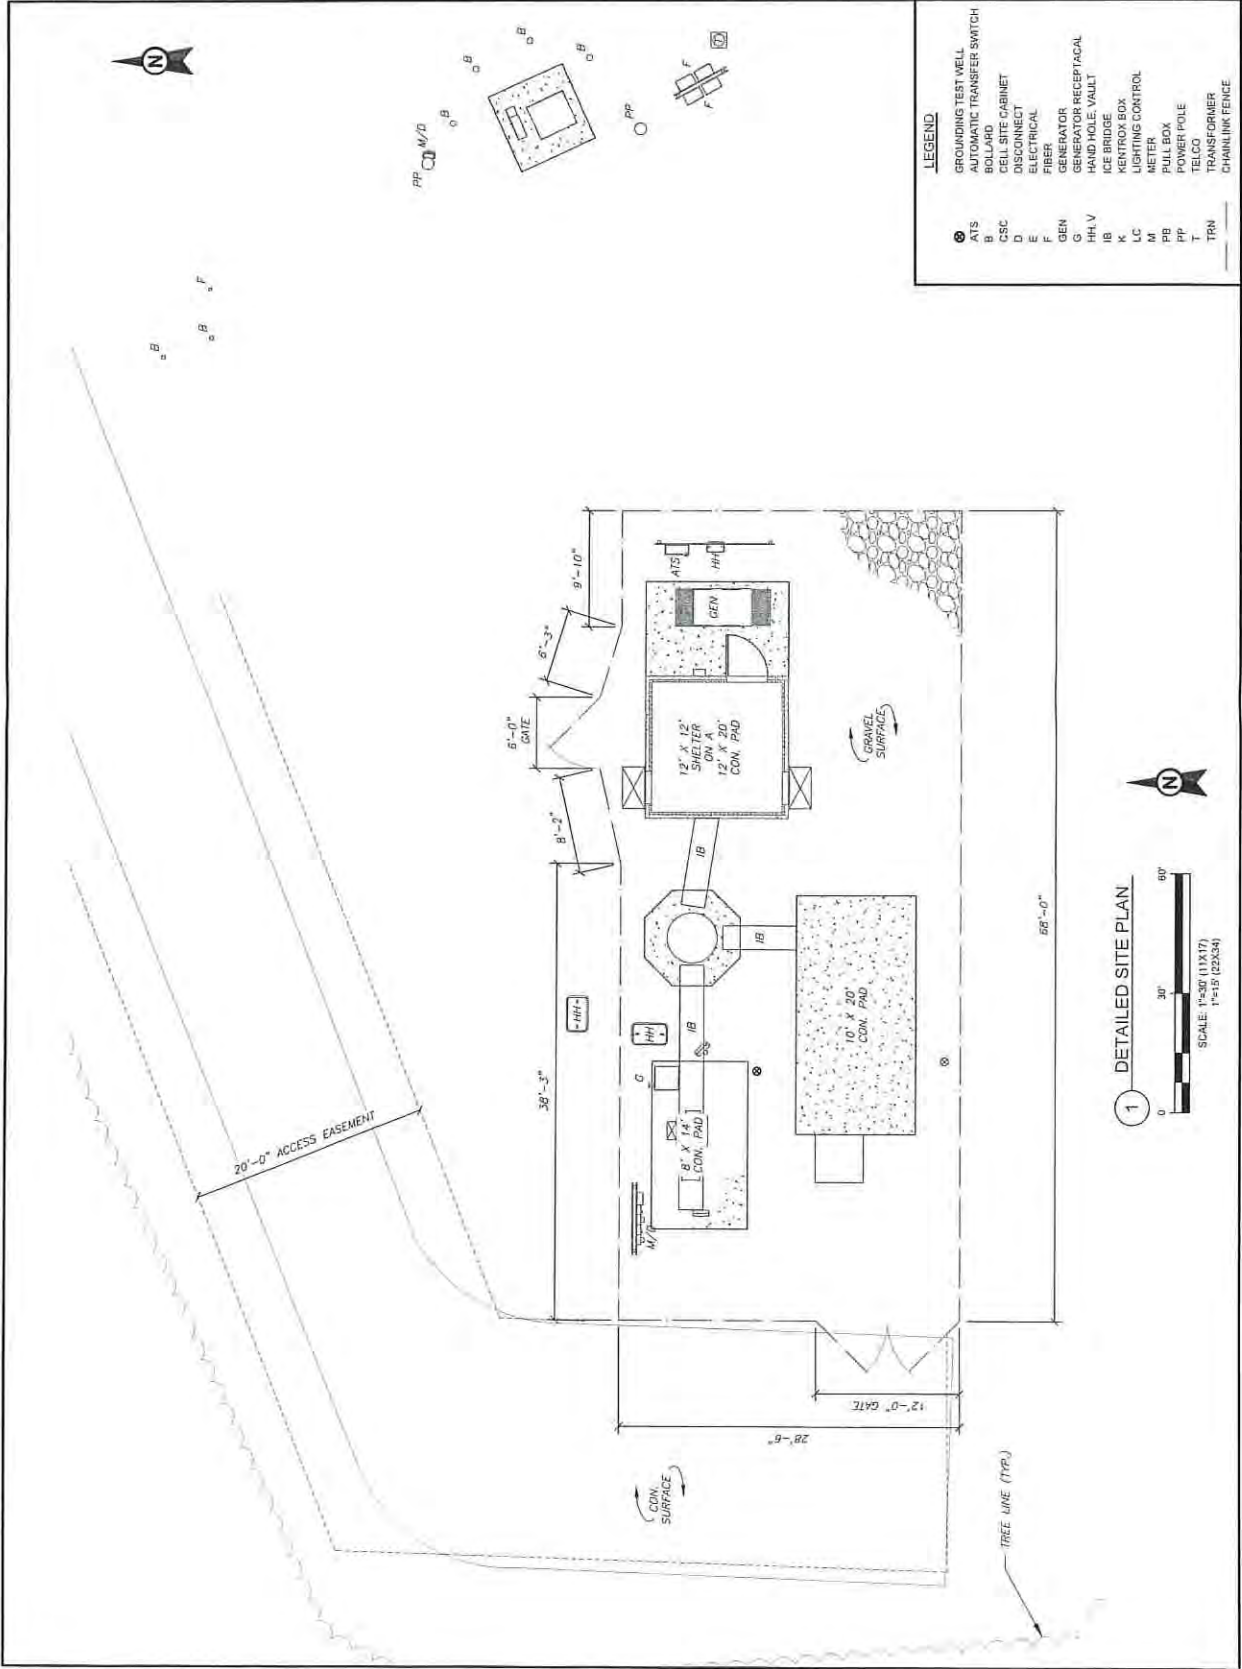 N
B
B
B
B
PP
M/D
PP
F
F
T
B
B
F
LEGEND
GROUNDING TEST WELL
ATS AUTOMATIC TRANSFER SWITCH
B BOLLARD
CSC CELL SITE CABINET
D DISCONNECT
E ELECTRICAL
F FIBER
GEN GENERATOR
G GENERATOR RECEPTACAL
HH, V HAND HOLE, VAULT
IB ICE BRIDGE
K KENTROX BOX
LC LIGHTING CONTROL
M METER
PB PULL BOX
PP POWER POLE
T TELCO
TRN TRANSFORMER
CHAINLINK FENCE
20'-0" ACCESS EASEMENT
38'-3"
8'-2"
6'-0"
GATE
6'-3"
9'-10"
HH
HH
G
IB
IB
IB
M/D
8' X 14'
CON. PAD
10' X 20'
CON. PAD
12' X 12'
SHELTER
ON A
12' X 20'
CON. PAD
GEN
ATS
HH
GRAVEL
SURFACE
CON.
SURFACE
28'-6"
12'-0" GATE
68'-0"
TREE LINE (TYP.)
1
DETAILED SITE PLAN
0
30'
60'
SCALE: 1"=30' (11X17)
1"=15' (22X34)
N